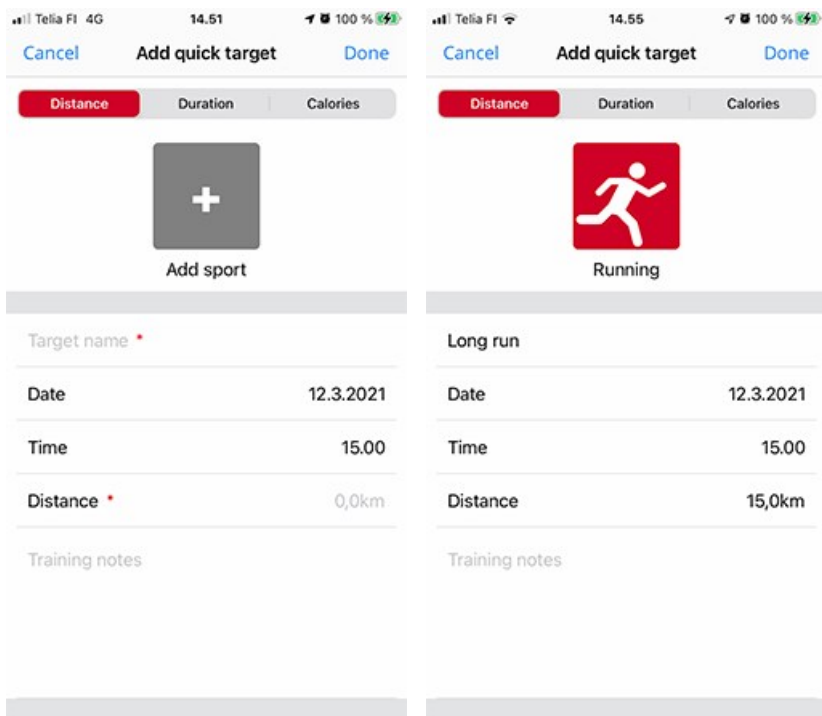 Telia FI 4G 14.51 100 %
Cancel Add quick target Done
Distance Duration Calories
+
Add sport
Target name *
Date 12.3.2021
Time 15.00
Distance * 0,0km
Training notes
Telia FI 14.55 100 %
Cancel Add quick target Done
Distance Duration Calories
Running
Long run
Date 12.3.2021
Time 15.00
Distance 15,0km
Training notes